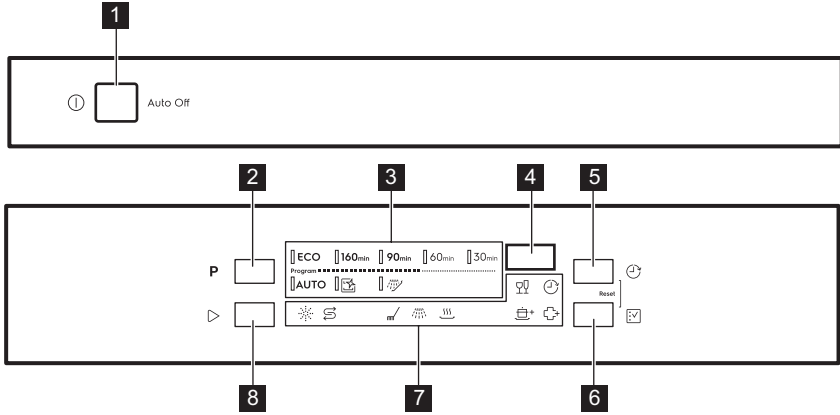 1
Auto Off
2 3 4 5
ECO 160min 90min 60min 30min
P
Program
AUTO
Reset
8 7 6